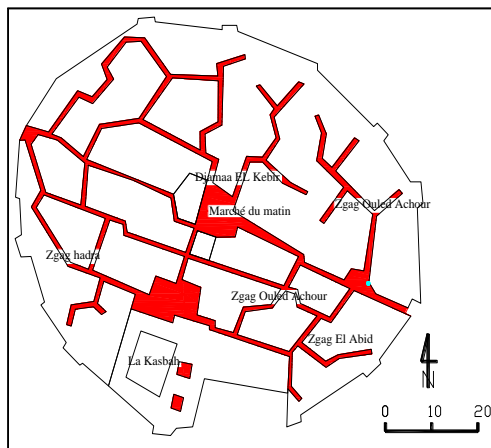 Djamaa EL Kebir
Marché du matin
Zgag Ouled Achour
Zgag hadra
Zgag Ouled Achour
Zgag El Abid
La Kasbah
N
0 10 20